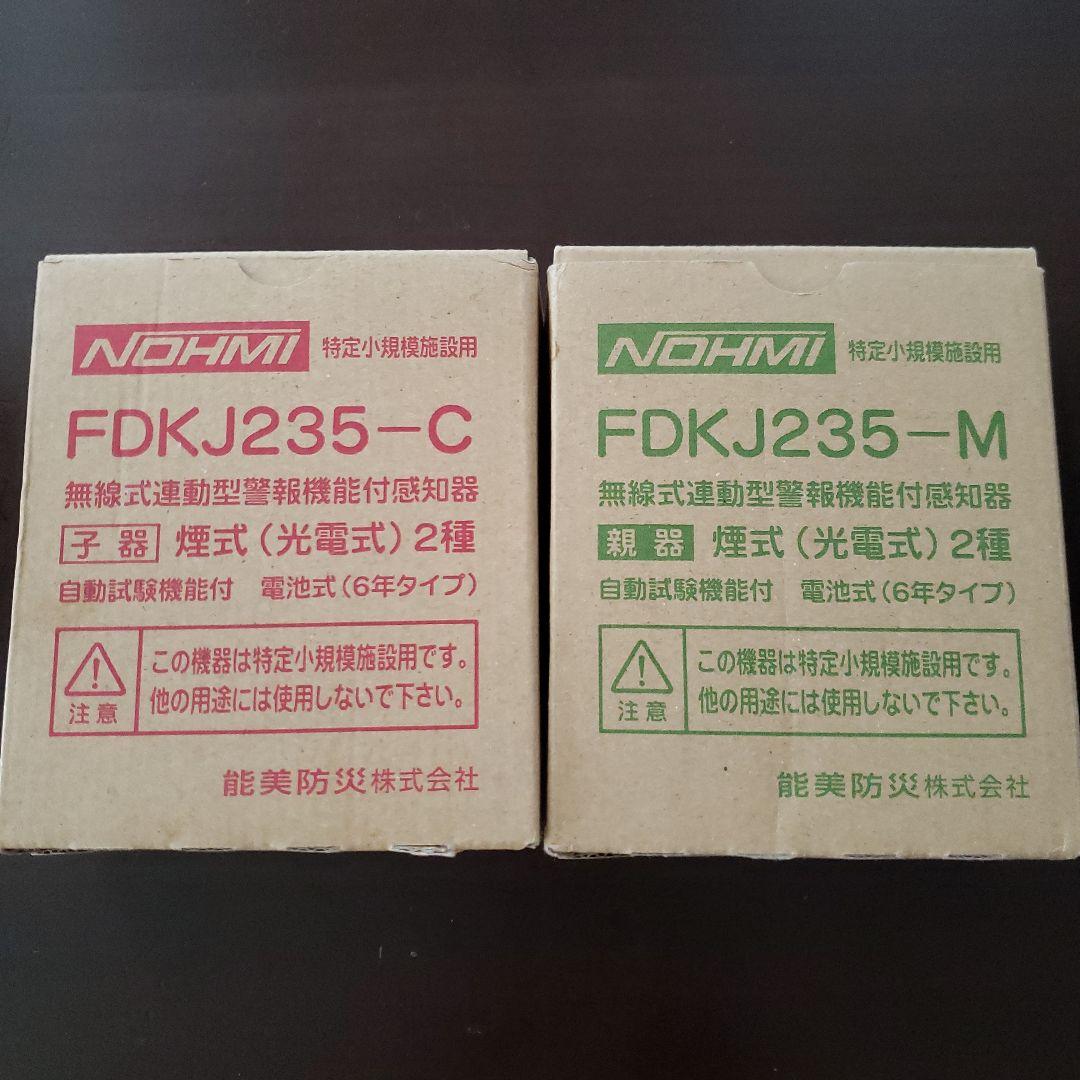 NOHMI 特定小規模施設用
FDKJ235-C
無線式連動型警報機能付感知器
子器 煙式(光電式)2種
自動試験機能付 電池式(6年タイプ)
この機器は特定小規模施設用です。
他の用途には使用しないで下さい。
注意
能美防災株式会社
NOHMI 特定小規模施設用
FDKJ235-M
無線式連動型警報機能付感知器
親器 煙式(光電式)2種
自動試験機能付 電池式(6年タイプ)
この機器は特定小規模施設用です。
他の用途には使用しないで下さい。
注意
能美防災株式会社